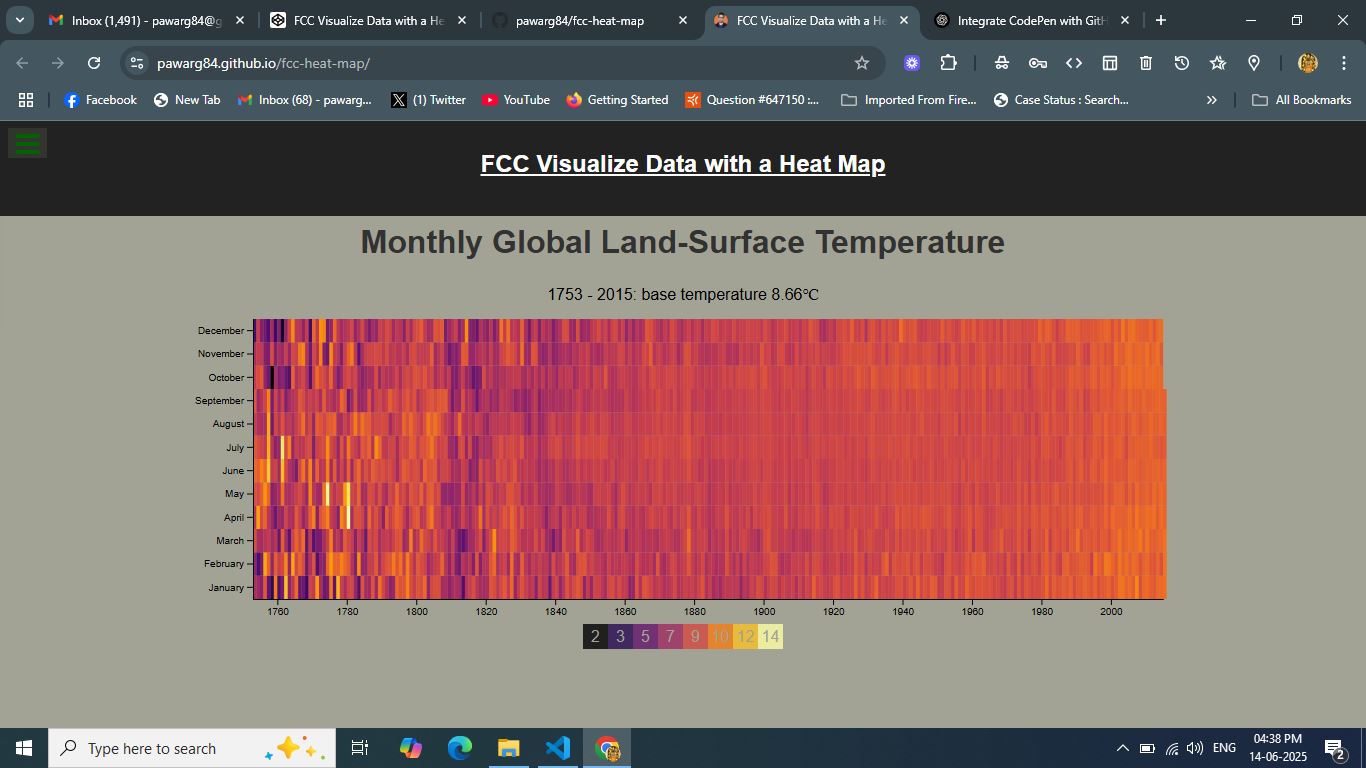 Inbox (1,491) - pawarg84@g
FCC Visualize Data with a He
pawarg84/fcc-heat-map
FCC Visualize Data with a He
Integrate CodePen with GitH
pawarg84.github.io/fcc-heat-map/
Facebook
New Tab
Inbox (68) - pawarg...
(1) Twitter
YouTube
Getting Started
Question #647150 :...
Imported From Fire...
Case Status : Search...
All Bookmarks
FCC Visualize Data with a Heat Map
Monthly Global Land-Surface Temperature
1753 - 2015: base temperature 8.66℃
December
November
October
September
August
July
June
May
April
March
February
January
1760 1780 1800 1820 1840 1860 1880 1900 1920 1940 1960 1980 2000
2 3 5 7 9 10 12 14
Type here to search
ENG
04:38 PM
14-06-2025
2